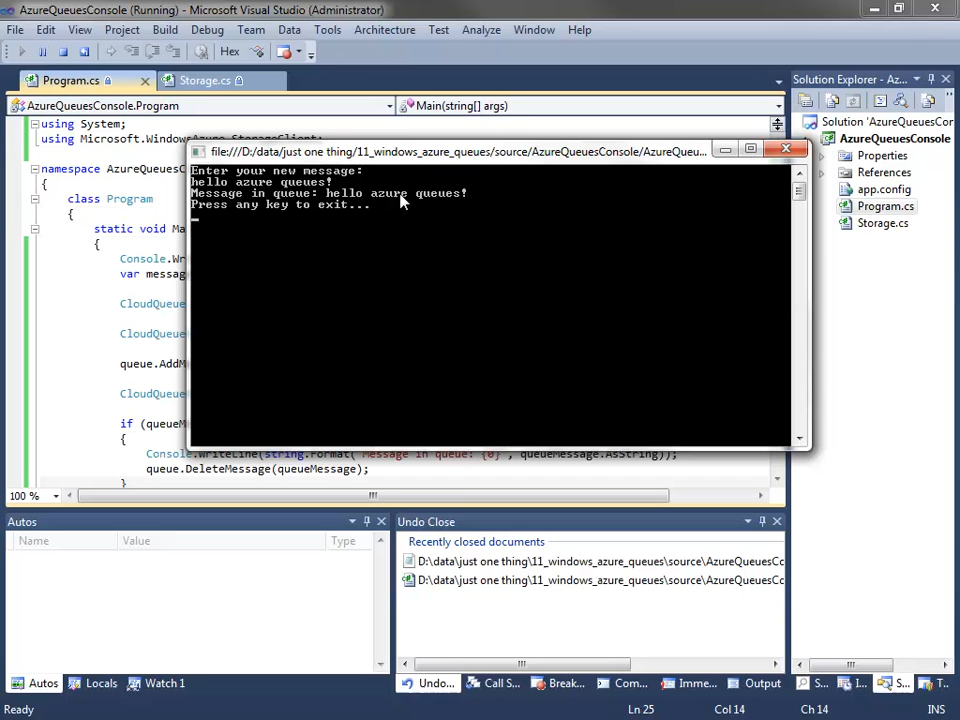 AzureQueuesConsole (Running) - Microsoft Visual Studio (Administrator)
File Edit View Project Build Debug Team Data Tools Architecture Test Analyze Window Help
Hex
Program.cs Storage.cs
AzureQueuesConsole.Program Main(string[] args)
using System;
using Microsoft.WindowsAzure.StorageClient;
file:///D:/data/just one thing/11_windows_azure_queues/source/AzureQueuesConsole/AzureQueu...
Enter your new message:
hello azure queues!
Message in queue: hello azure queues!
Press any key to exit...
namespace AzureQueuesC
{
class Program
{
static void Ma
{
Console.Wr
var messag
CloudQueue
CloudQueue
queue.AddM
CloudQueue
if (queueM
{
Console.WriteLine(string.Format("Message in queue: {0}", queueMessage.AsString));
queue.DeleteMessage(queueMessage);
}
100 %
Solution Explorer - Az...
Solution 'AzureQueuesCor
AzureQueuesConsole
Properties
References
app.config
Program.cs
Storage.cs
Autos
Name Value Type
Undo Close
Recently closed documents
D:\data\just one thing\11_windows_azure_queues\source\AzureQueuesCc
D:\data\just one thing\11_windows_azure_queues\source\AzureQueuesCc
Autos Locals Watch 1
Undo... Call S... Break... Com... Imme... Output S... I... S... T...
Ready Ln 25 Col 14 Ch 14 INS